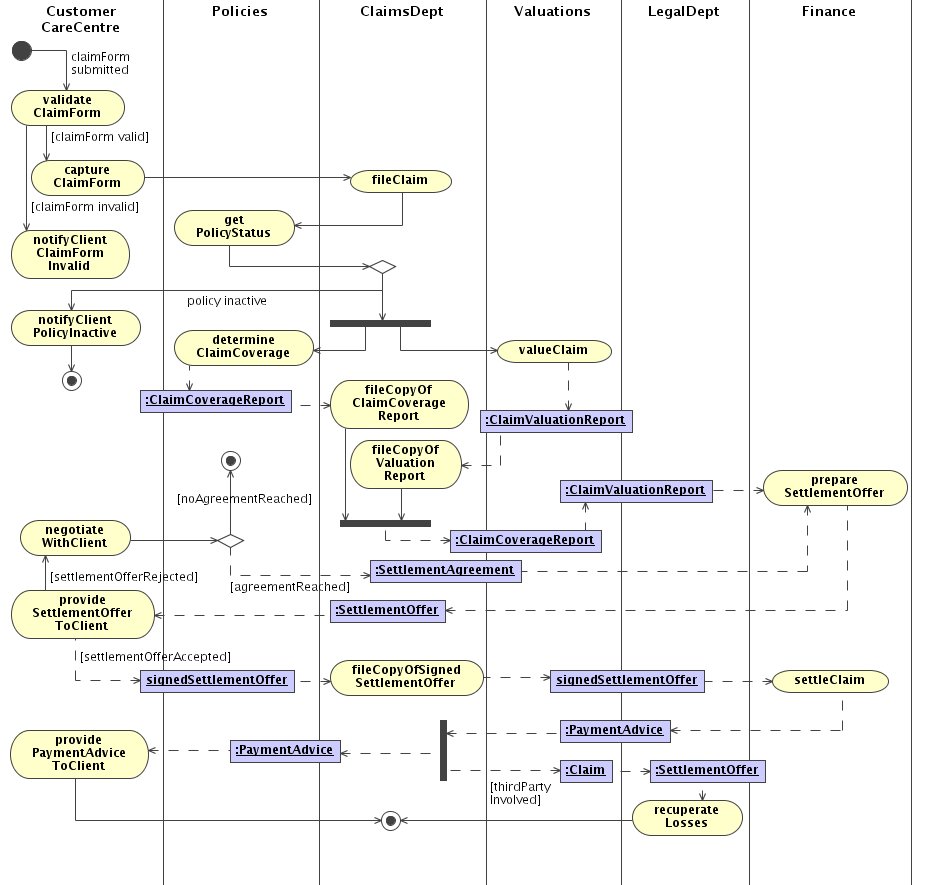 Customer
CareCentre
Policies
ClaimsDept
Valuations
LegalDept
Finance
claimForm
submitted
validate
ClaimForm
[claimForm valid]
capture
ClaimForm
fileClaim
[claimForm invalid]
get
PolicyStatus
notifyClient
ClaimForm
Invalid
policy inactive
notifyClient
PolicyInactive
determine
ClaimCoverage
valueClaim
:ClaimCoverageReport
fileCopyOf
ClaimCoverage
Report
:ClaimValuationReport
fileCopyOf
Valuation
Report
[noAgreementReached]
:ClaimValuationReport
prepare
SettlementOffer
negotiate
WithClient
:ClaimCoverageReport
[settlementOfferRejected]
[agreementReached]
:SettlementAgreement
provide
SettlementOffer
ToClient
:SettlementOffer
[settlementOfferAccepted]
signedSettlementOffer
fileCopyOfSigned
SettlementOffer
signedSettlementOffer
settleClaim
provide
PaymentAdvice
ToClient
:PaymentAdvice
:PaymentAdvice
:Claim
:SettlementOffer
[thirdParty
Involved]
recuperate
Losses